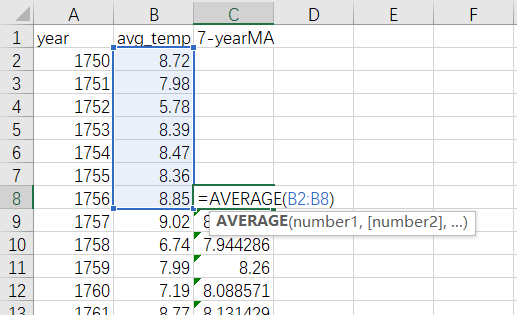 A B C D E F
1 year avg_temp 7-yearMA
2 1750 8.72
3 1751 7.98
4 1752 5.78
5 1753 8.39
6 1754 8.47
7 1755 8.36
8 1756 8.85 =AVERAGE(B2:B8)
9 1757 9.02
AVERAGE(number1, [number2], ...)
10 1758 6.74 7.944286
11 1759 7.99 8.26
12 1760 7.19 8.088571
13 1761 8.77 8.131429